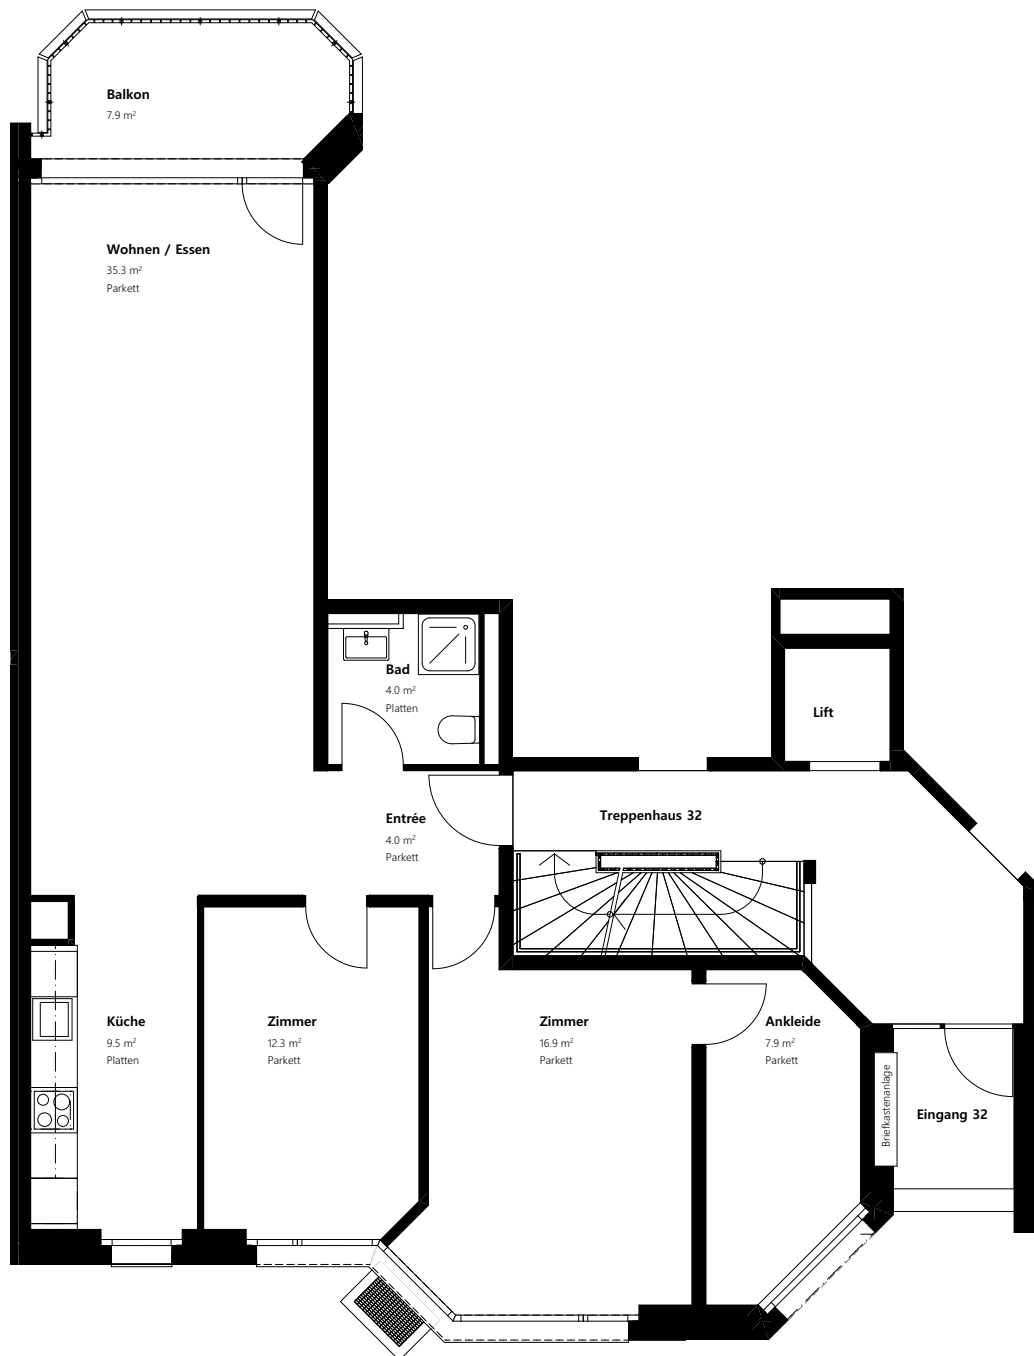 Balkon
7.9 m²
Wohnen / Essen
35.3 m²
Parkett
Bad
4.0 m²
Platten
Lift
Entrée
4.0 m²
Parkett
Treppenhaus 32
Küche
9.5 m²
Platten
Zimmer
12.3 m²
Parkett
Zimmer
16.9 m²
Parkett
Ankleide
7.9 m²
Parkett
Briefkastenanlage
Eingang 32